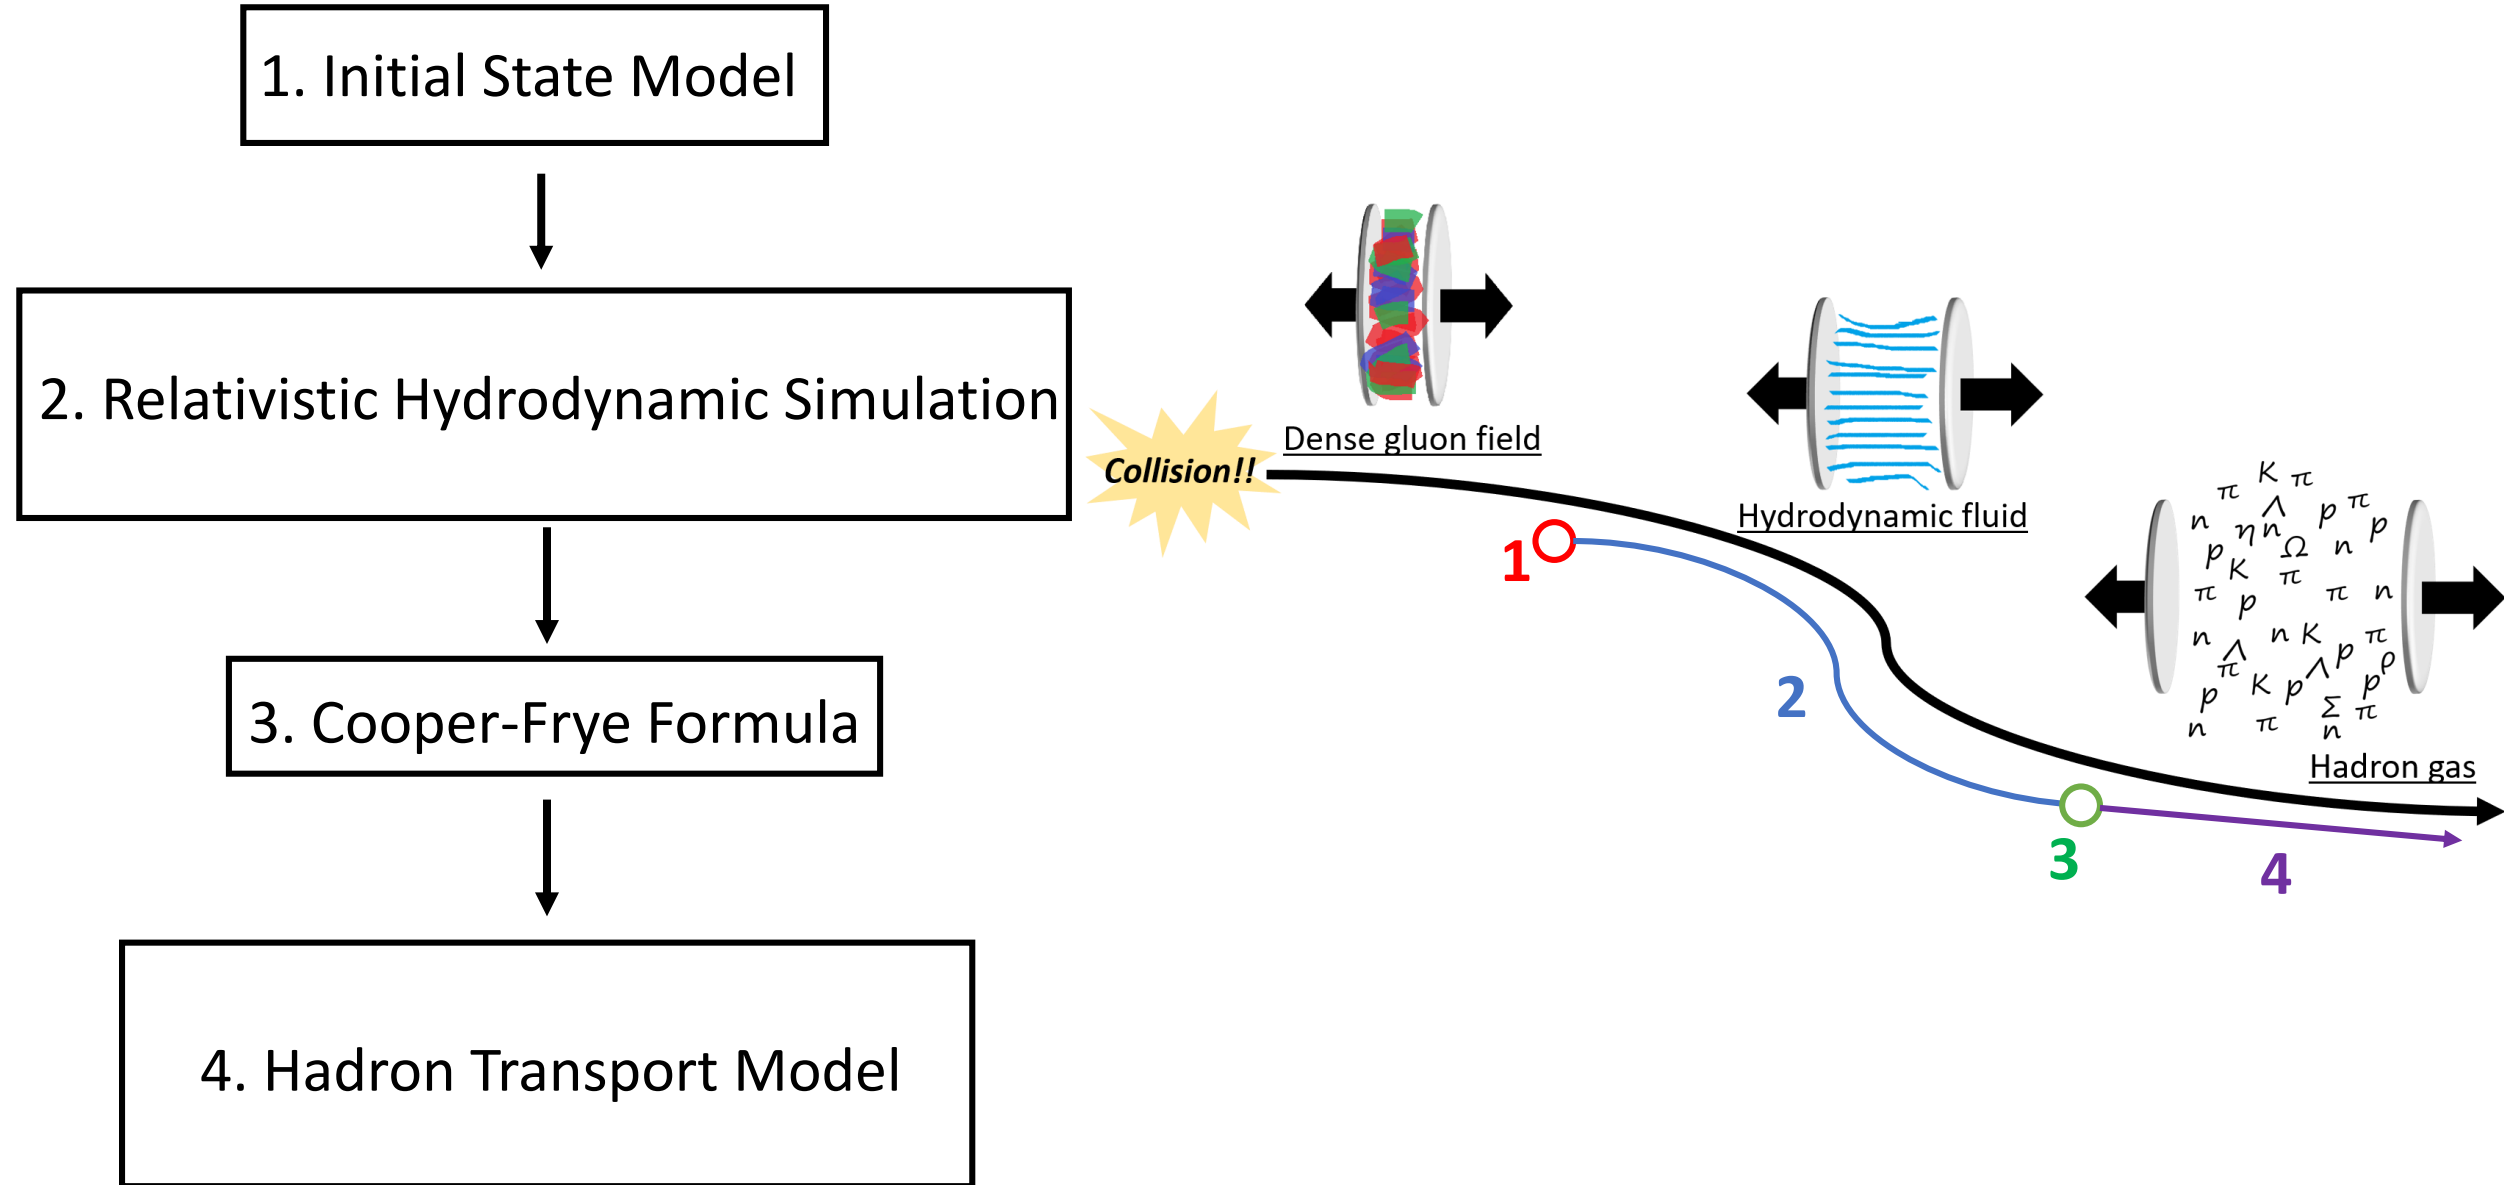 1. Initial State Model
2. Relativistic Hydrodynamic Simulation
3. Cooper-Frye Formula
4. Hadron Transport Model
Collision!!
Dense gluon field
Hydrodynamic fluid
Hadron gas
1
2
3
4
K π
π
Λ p π
n η n p
p Ω n
K π
π p π n
n n K π
Λ p ρ
π Λ
p K p p
Σ π
n π n